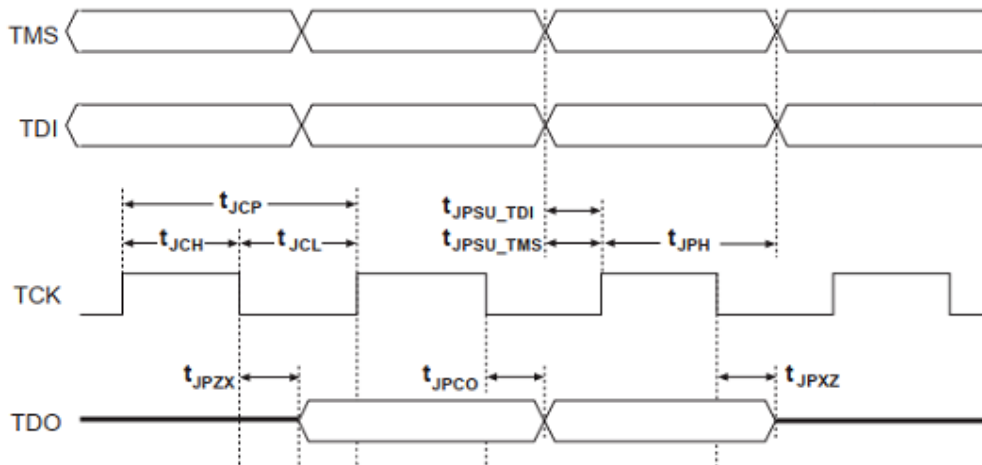 TMS
TDI
tJCP
tJPSU_TDI
tJCH tJCL tJPSU_TMS tJPH
TCK
tJPZX tJPCO tJPXZ
TDO